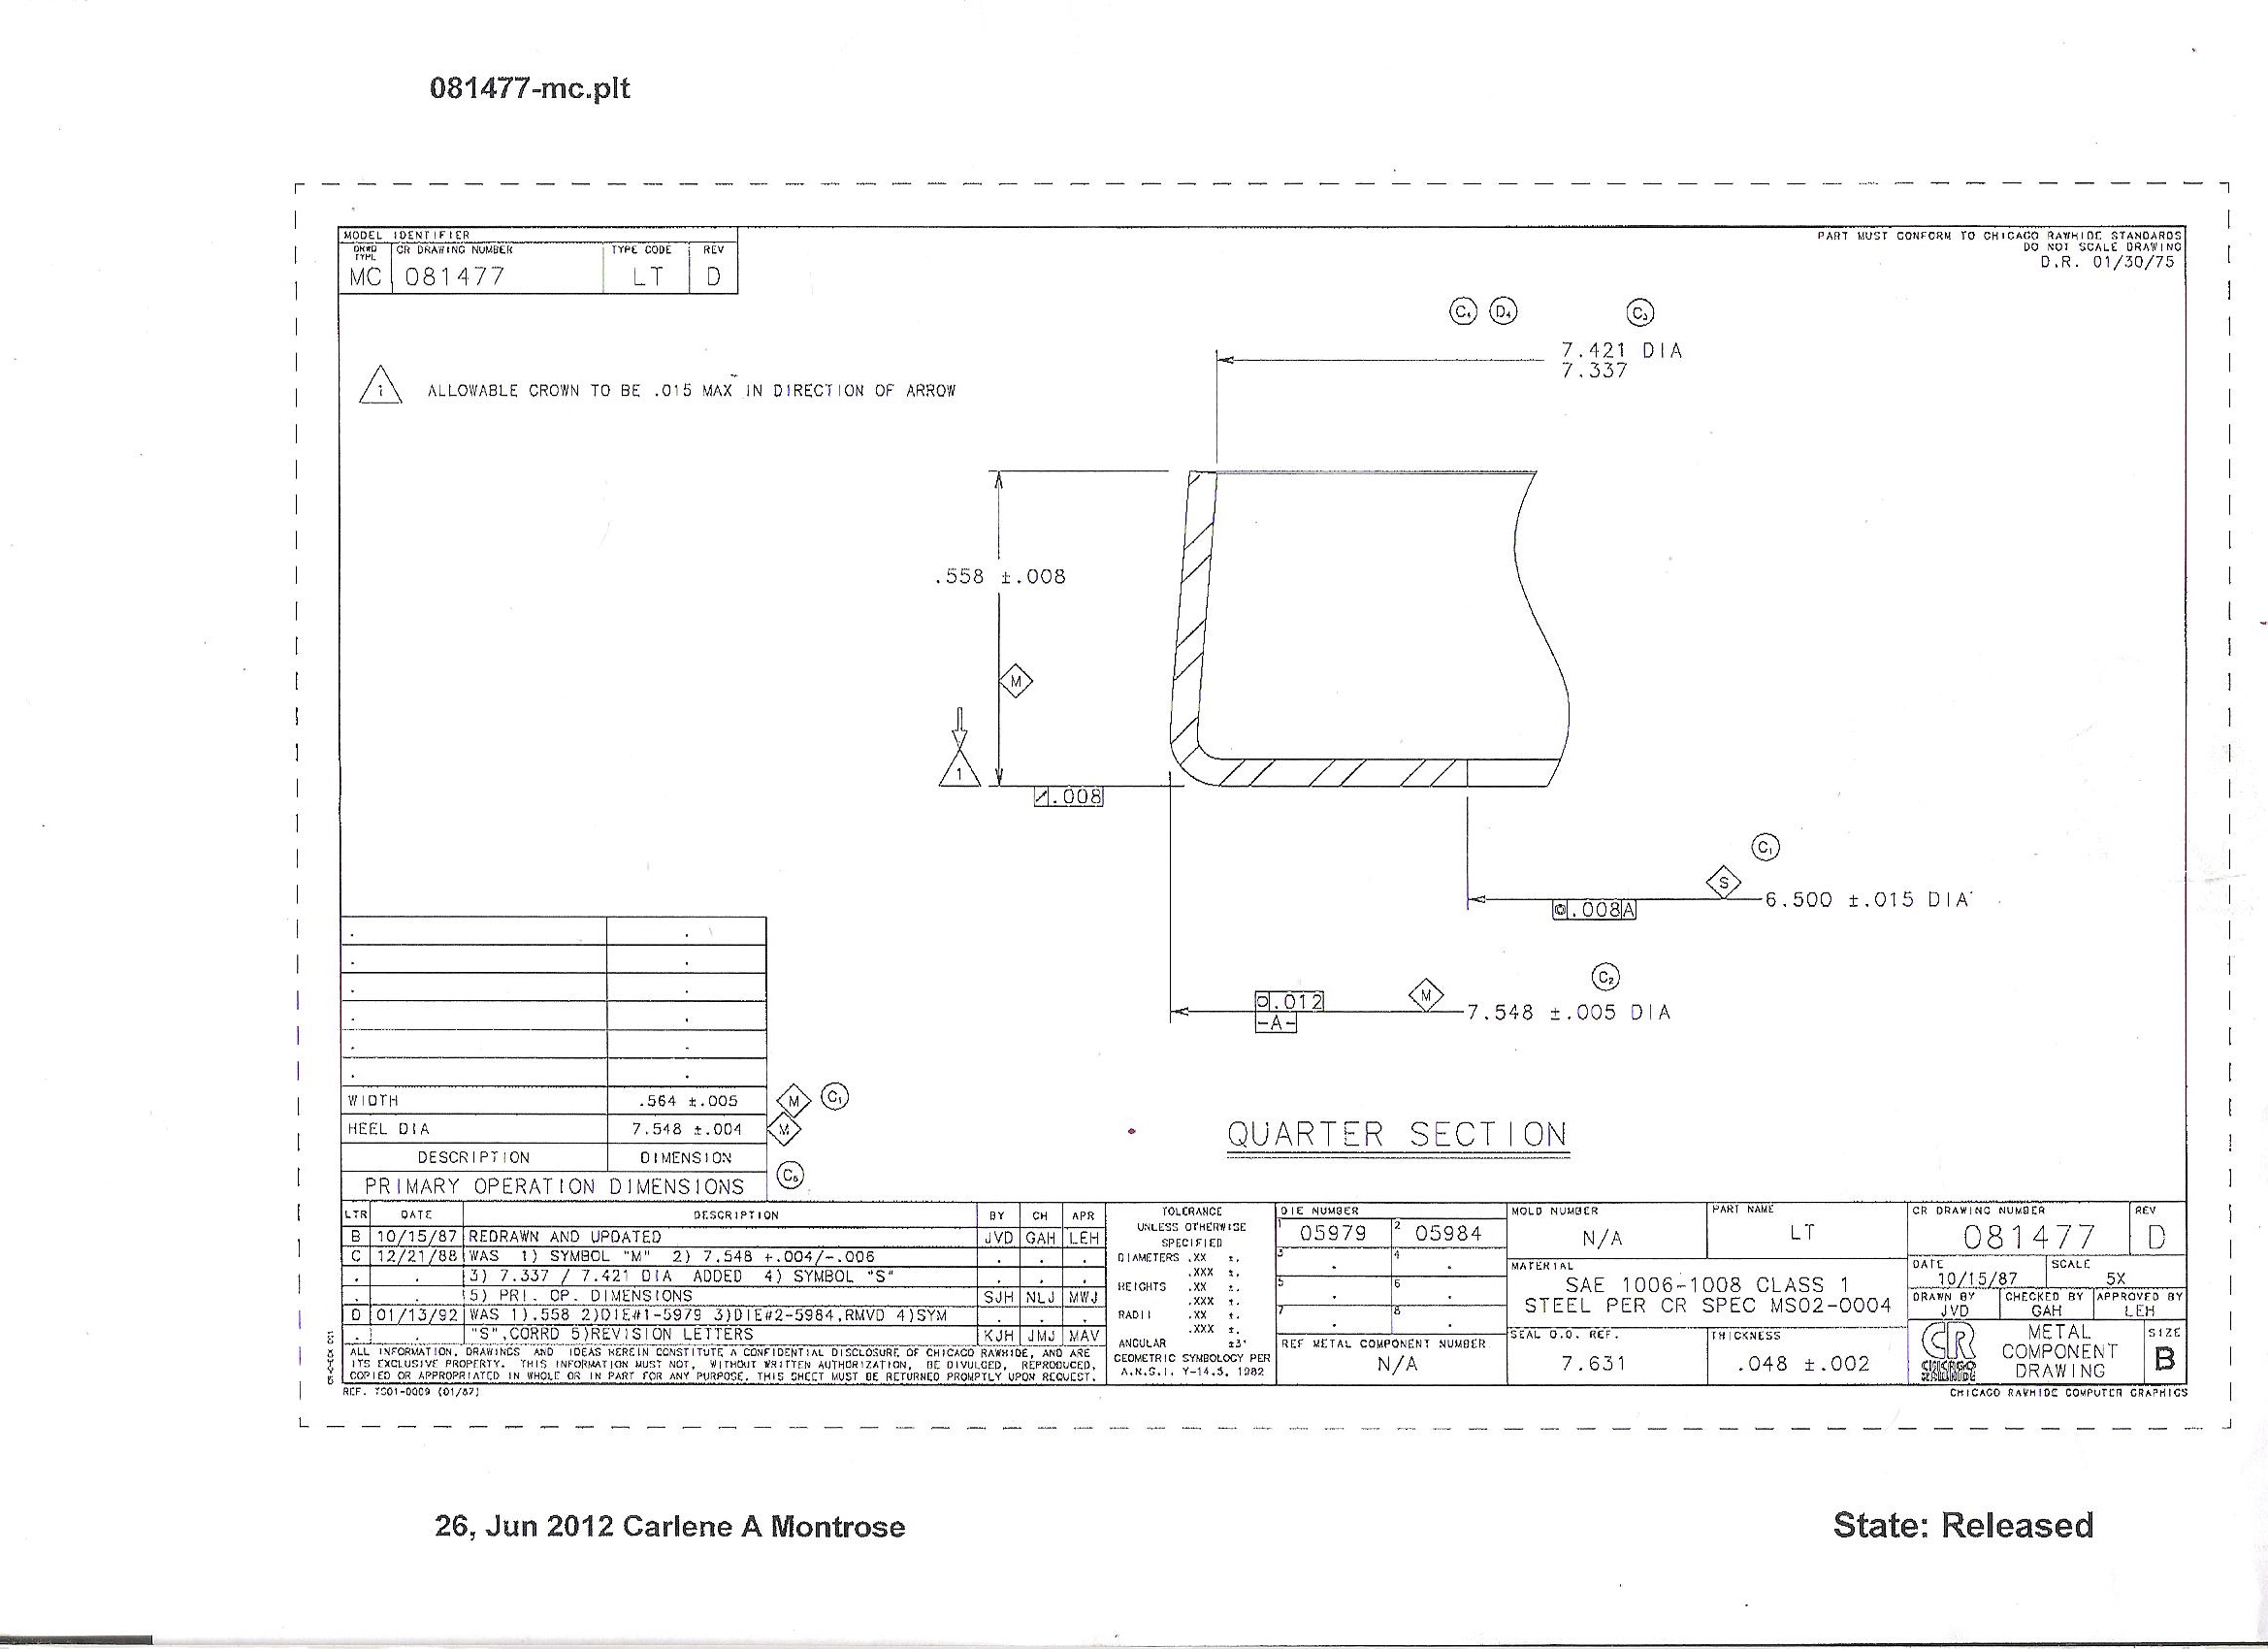 081477-mc.plt
MODEL IDENTIFIER
DRWG TYPE CR DRAWING NUMBER TYPE CODE REV
MC 081477 LT D
PART MUST CONFORM TO CHICAGO RAWHIDE STANDARDS
DO NOT SCALE DRAWING
D.R. 01/30/75
C4 D4 C3
7.421 DIA
7.337
1 ALLOWABLE CROWN TO BE .015 MAX IN DIRECTION OF ARROW
.558 ±.008
M
1
.008
C1
S
6.500 ±.015 DIA
.008 A
C2
M
.012
7.548 ±.005 DIA
-A-
WIDTH .564 ±.005 M C1
HEEL DIA 7.548 ±.004 M
DESCRIPTION DIMENSION
PRIMARY OPERATION DIMENSIONS C5
QUARTER SECTION
LTR DATE DESCRIPTION BY CH APR
B 10/15/87 REDRAWN AND UPDATED JVD GAH LEH
C 12/21/88 WAS 1) SYMBOL "M" 2) 7.548 +.004/-.006
3) 7.337 / 7.421 DIA ADDED 4) SYMBOL "S"
5) PRI. OP. DIMENSIONS SJH NLJ MWJ
D 01/13/92 WAS 1).558 2)DIE#1-5979 3)DIE#2-5984,RMVD 4)SYM
"S",CORRD 5)REVISION LETTERS KJH JMJ MAV
ALL INFORMATION, DRAWINGS AND IDEAS HEREIN CONSTITUTE A CONFIDENTIAL DISCLOSURE OF CHICAGO RAWHIDE, AND ARE
ITS EXCLUSIVE PROPERTY. THIS INFORMATION MUST NOT, WITHOUT WRITTEN AUTHORIZATION, BE DIVULGED, REPRODUCED,
COPIED OR APPROPRIATED IN WHOLE OR IN PART FOR ANY PURPOSE. THIS SHEET MUST BE RETURNED PROMPTLY UPON REQUEST.
REF. TS01-0009 (01/87)
TOLERANCE
UNLESS OTHERWISE
SPECIFIED
DIAMETERS .XX ±.
.XXX ±.
HEIGHTS .XX ±.
.XXX ±.
RADII .XX ±.
.XXX ±.
ANGULAR ±3°
GEOMETRIC SYMBOLOGY PER
A.N.S.I. Y-14.5, 1982
DIE NUMBER
1 05979 2 05984
3 4
5 6
7 8
REF METAL COMPONENT NUMBER
N/A
MOLD NUMBER
N/A
PART NAME
LT
MATERIAL
SAE 1006-1008 CLASS 1
STEEL PER CR SPEC MS02-0004
SEAL O.D. REF.
7.631
THICKNESS
.048 ±.002
CR DRAWING NUMBER REV
081477 D
DATE SCALE
10/15/87 5X
DRAWN BY CHECKED BY APPROVED BY
JVD GAH LEH
CR
CHICAGO
RAWHIDE
METAL
COMPONENT
DRAWING
SIZE
B
CHICAGO RAWHIDE COMPUTER GRAPHICS
26, Jun 2012 Carlene A Montrose
State: Released